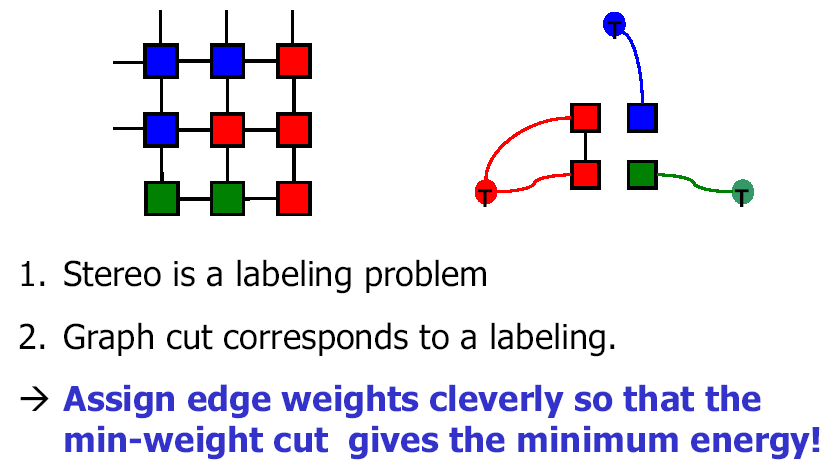 T
T
T
1. Stereo is a labeling problem
2. Graph cut corresponds to a labeling.
→ Assign edge weights cleverly so that the
min-weight cut gives the minimum energy!